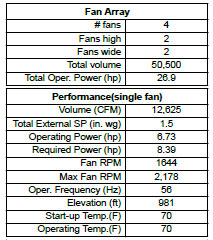 Fan Array
# fans 4
Fans high 2
Fans wide 2
Total volume 50,500
Total Oper. Power (hp) 26.9
Performance(single fan)
Volume (CFM) 12,625
Total External SP (in. wg) 1.5
Operating Power (hp) 6.73
Required Power (hp) 8.39
Fan RPM 1644
Max Fan RPM 2,178
Oper. Frequency (Hz) 56
Elevation (ft) 981
Start-up Temp.(F) 70
Operating Temp.(F) 70